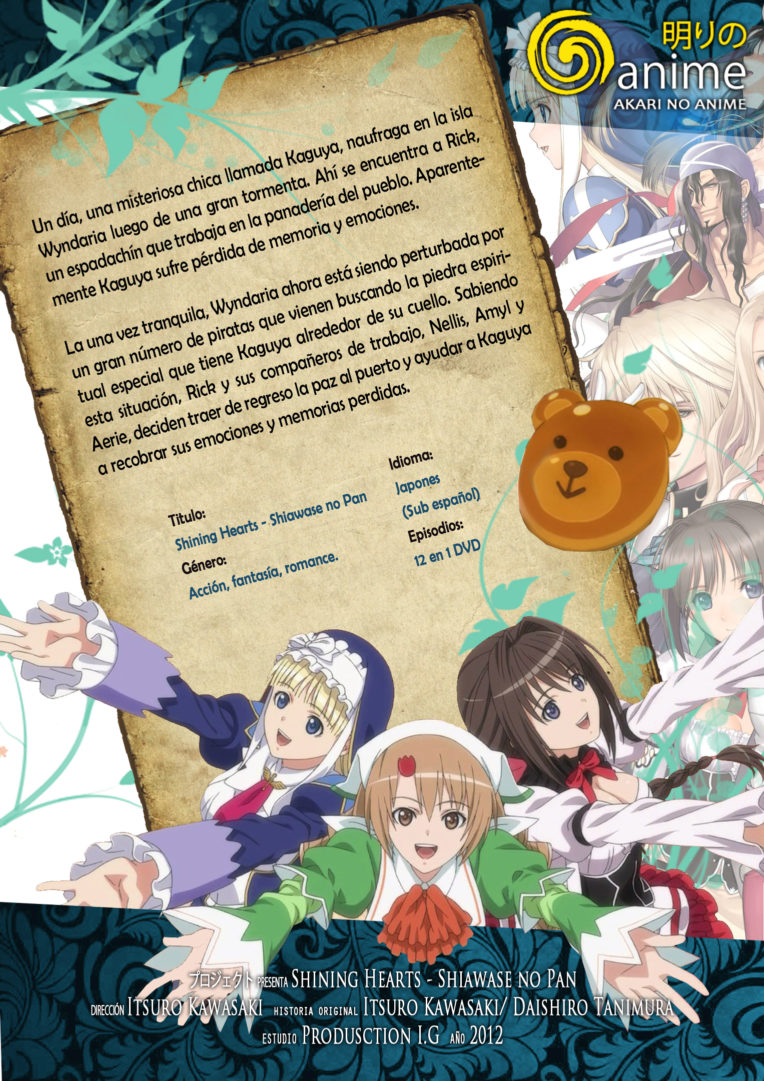 明りの
anime
AKARI NO ANIME
Un día, una misteriosa chica llamada Kaguya, naufraga en la isla
Wyndaria luego de una gran tormenta. Ahí se encuentra a Rick,
un espadachín que trabaja en la panadería del pueblo. Aparente-
mente Kaguya sufre pérdida de memoria y emociones.
La una vez tranquila, Wyndaria ahora está siendo perturbada por
un gran número de piratas que vienen buscando la piedra espiri-
tual especial que tiene Kaguya alrededor de su cuello. Sabiendo
esta situación, Rick y sus compañeros de trabajo, Nellis, Amyl y
Aerie, deciden traer de regreso la paz al puerto y ayudar a Kaguya
a recobrar sus emociones y memorias perdidas.
Titulo:
Shining Hearts - Shiawase no Pan
Género:
Acción, fantasía, romance.
Idioma:
Japones
(Sub español)
Episodios:
12 en 1 DVD
プロジェクト PRESENTA SHINING HEARTS - SHIAWASE NO PAN
DIRECCIÓN ITSURO KAWASAKI HISTORIA ORIGINAL ITSURO KAWASAKI/ DAISHIRO TANIMURA
ESTUDIO PRODUSCTION I.G AÑO 2012